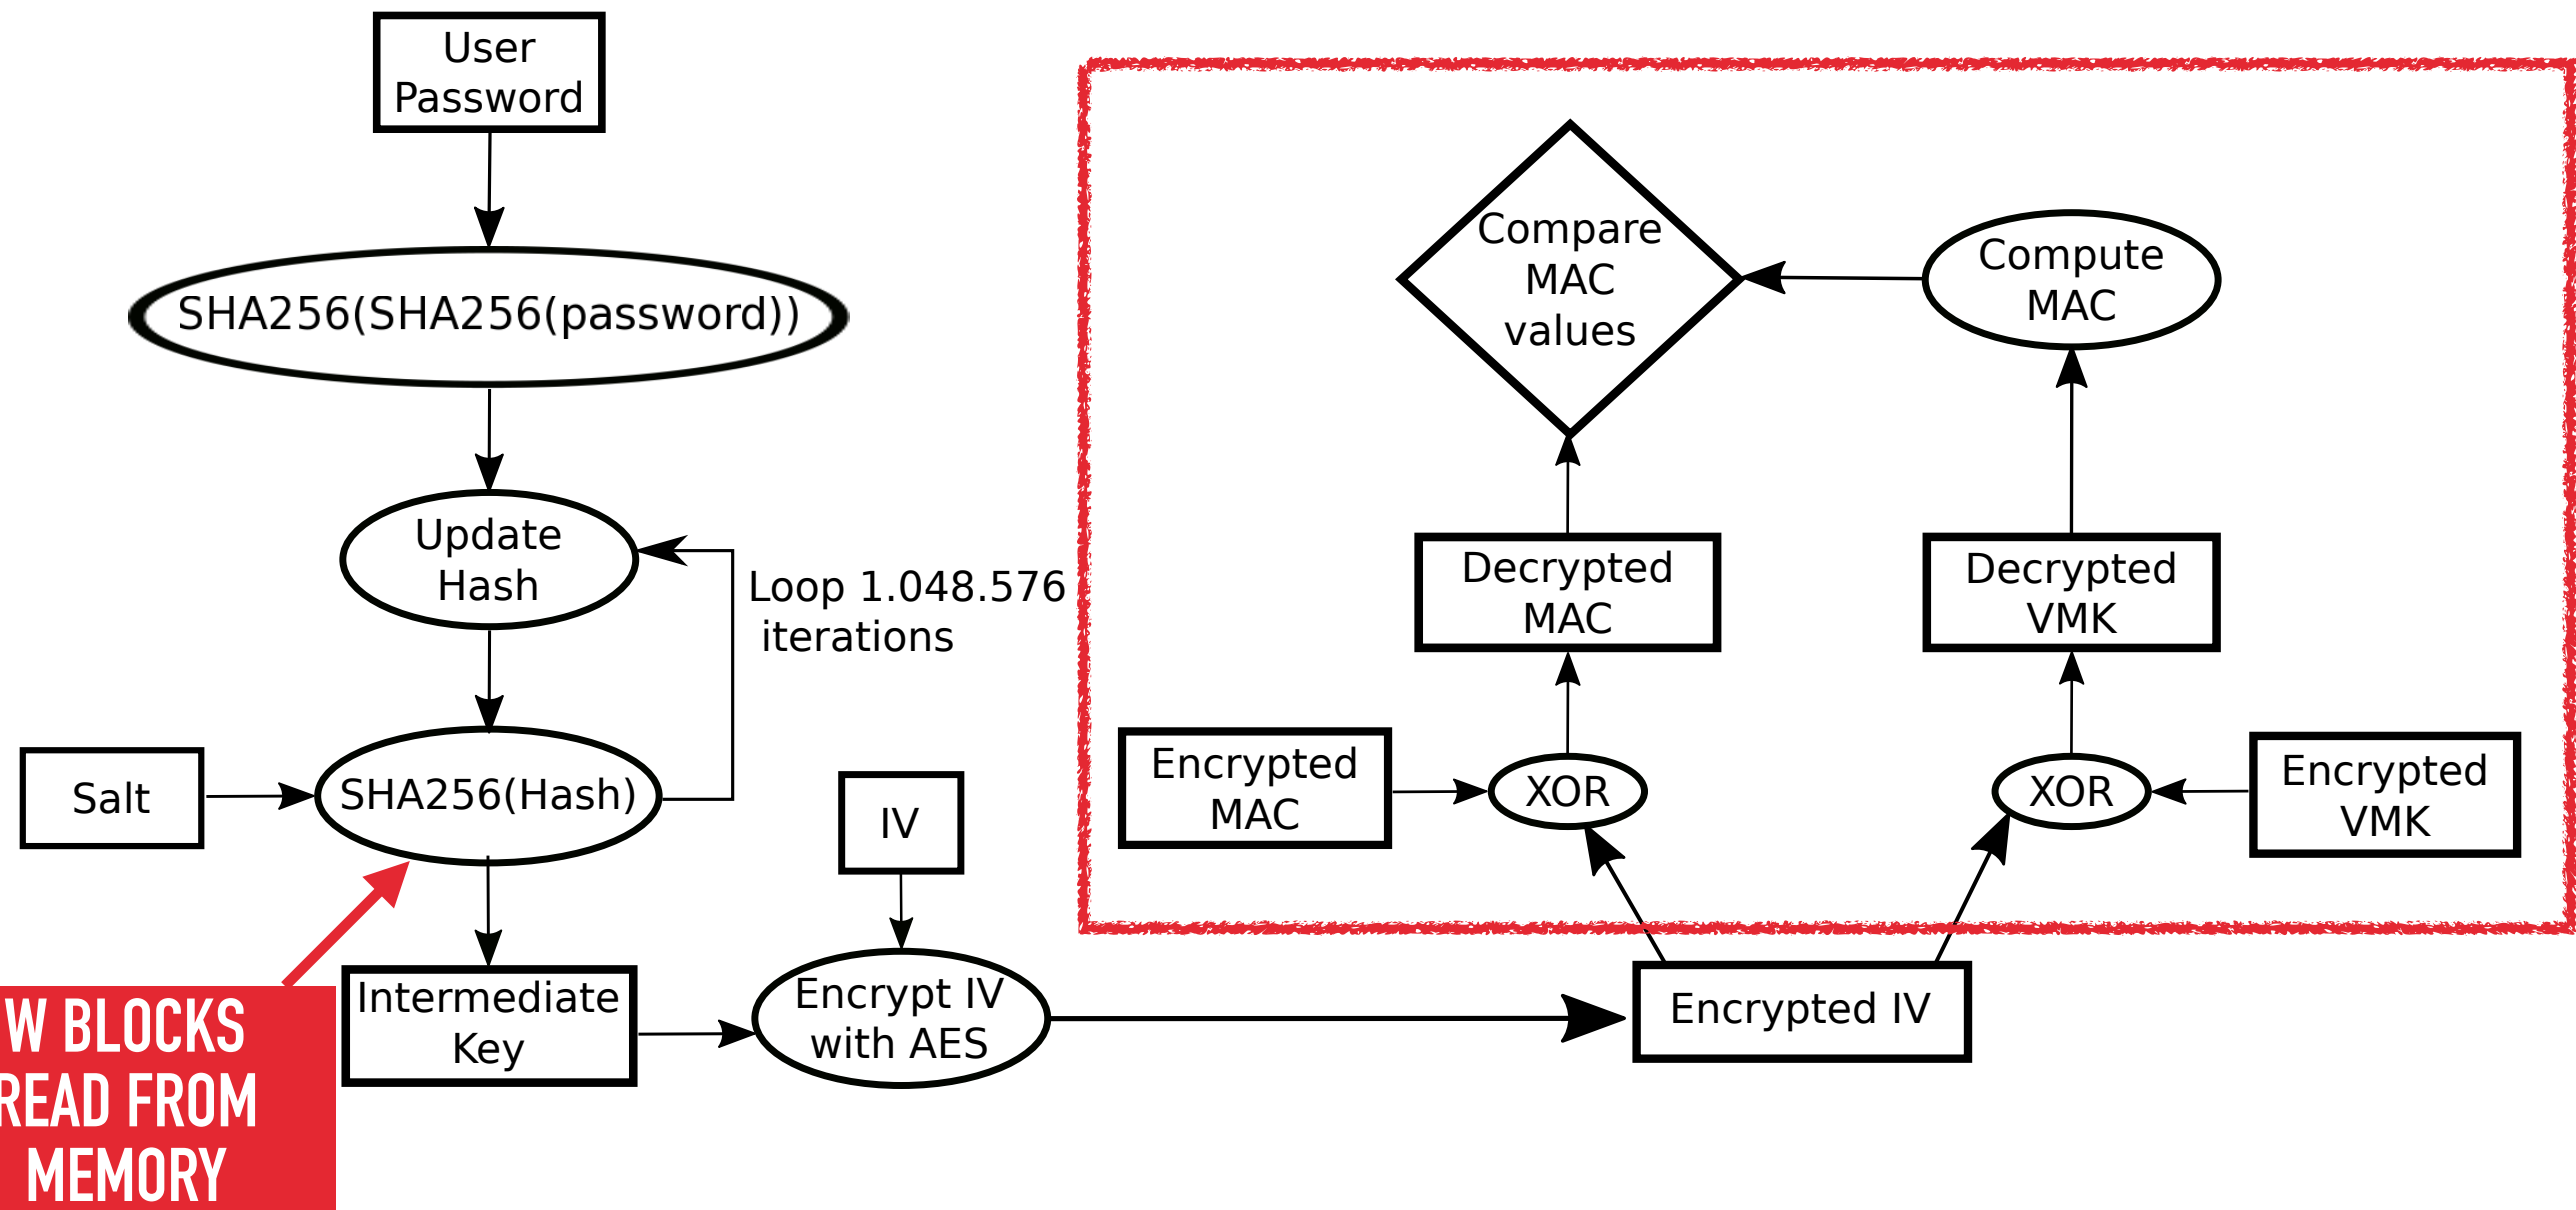 User
Password
SHA256(SHA256(password))
Update
Hash
Loop 1.048.576
iterations
Salt
SHA256(Hash)
IV
Intermediate
Key
Encrypt IV
with AES
W BLOCKS
READ FROM
MEMORY
Compare
MAC
values
Compute
MAC
Decrypted
MAC
Decrypted
VMK
Encrypted
MAC
XOR
XOR
Encrypted
VMK
Encrypted IV